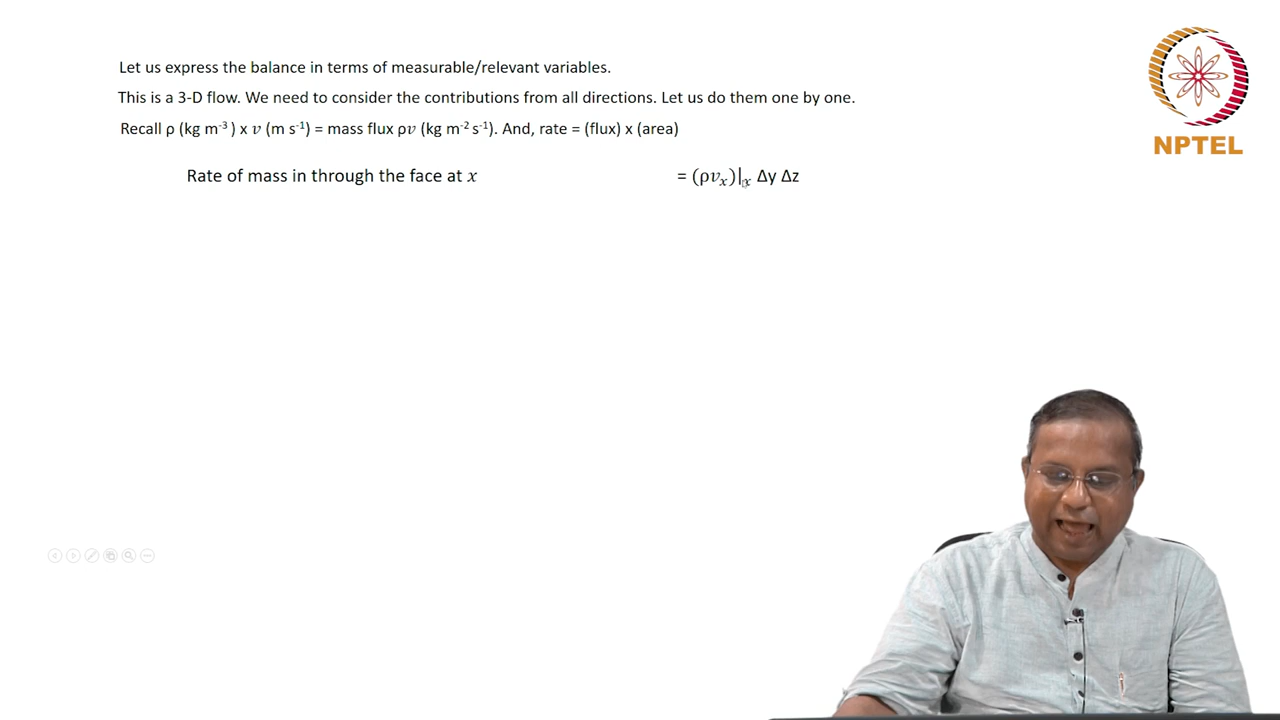 Let us express the balance in terms of measurable/relevant variables.
This is a 3-D flow. We need to consider the contributions from all directions. Let us do them one by one.
Recall ρ (kg m⁻³ ) x 𝑣 (m s⁻¹) = mass flux ρ𝑣 (kg m⁻² s⁻¹). And, rate = (flux) x (area)
Rate of mass in through the face at 𝑥 = (ρ𝑣ₓ)|ₓ Δy Δz
NPTEL